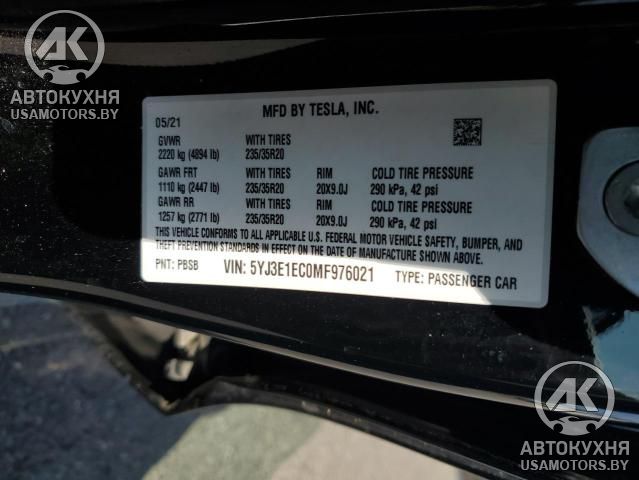 AK
АВТОКУХНЯ
USAMOTORS.BY
MFD BY TESLA, INC.
05/21
GVWR WITH TIRES
2220 kg (4894 lb) 235/35R20
GAWR FRT WITH TIRES RIM COLD TIRE PRESSURE
1110 kg (2447 lb) 235/35R20 20X9.0J 290 kPa, 42 psi
GAWR RR WITH TIRES RIM COLD TIRE PRESSURE
1257 kg (2771 lb) 235/35R20 20X9.0J 290 kPa, 42 psi
THIS VEHICLE CONFORMS TO ALL APPLICABLE U.S. FEDERAL MOTOR VEHICLE SAFETY, BUMPER, AND
THEFT PREVENTION STANDARDS IN EFFECT ON THE DATE OF MANUFACTURE SHOWN ABOVE.
PNT: PBSB VIN: 5YJ3E1EC0MF976021 TYPE: PASSENGER CAR
AK
АВТОКУХНЯ
USAMOTORS.BY